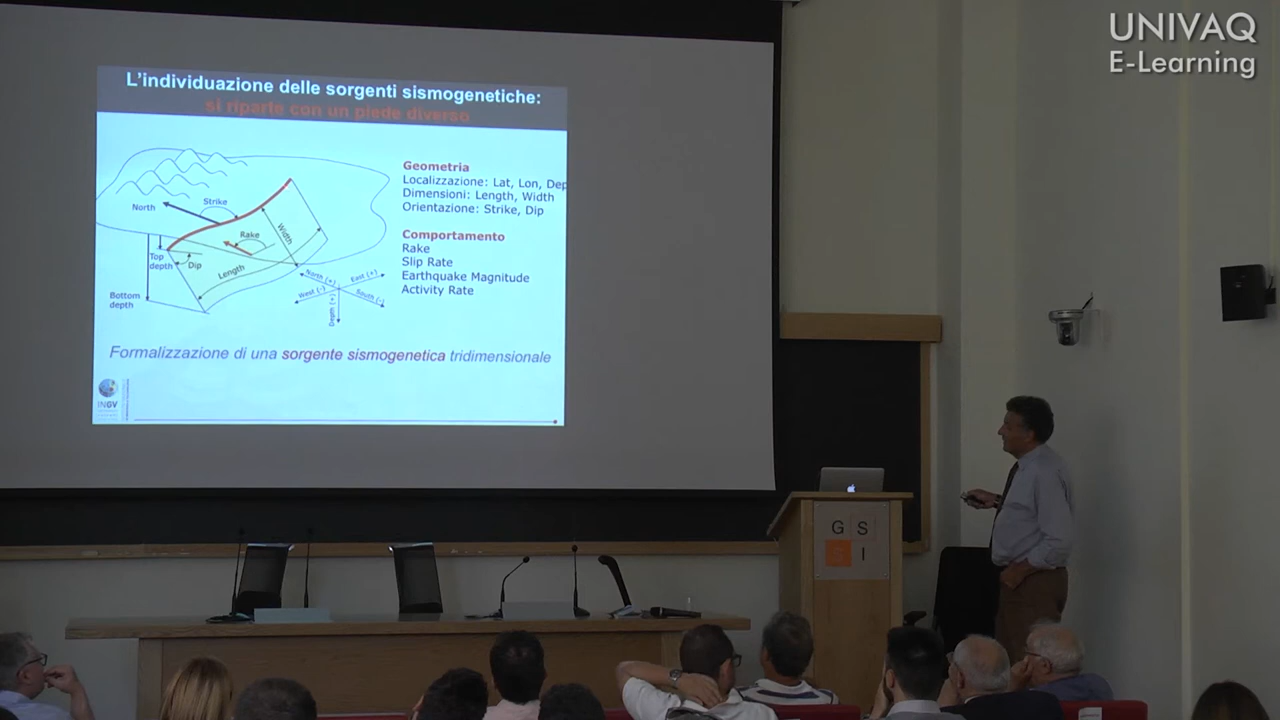 UNIVAQ
E-Learning
L'individuazione delle sorgenti sismogenetiche:
si riparte con un piede diverso
Geometria
Localizzazione: Lat, Lon, Dep
Dimensioni: Length, Width
Orientazione: Strike, Dip
Comportamento
Rake
Slip Rate
Earthquake Magnitude
Activity Rate
North
Strike
Rake
Width
Top
depth
Dip
Length
Bottom
depth
North (+)
East (+)
West (-)
South (-)
Depth (+)
Formalizzazione di una sorgente sismogenetica tridimensionale
INGV
G S
I